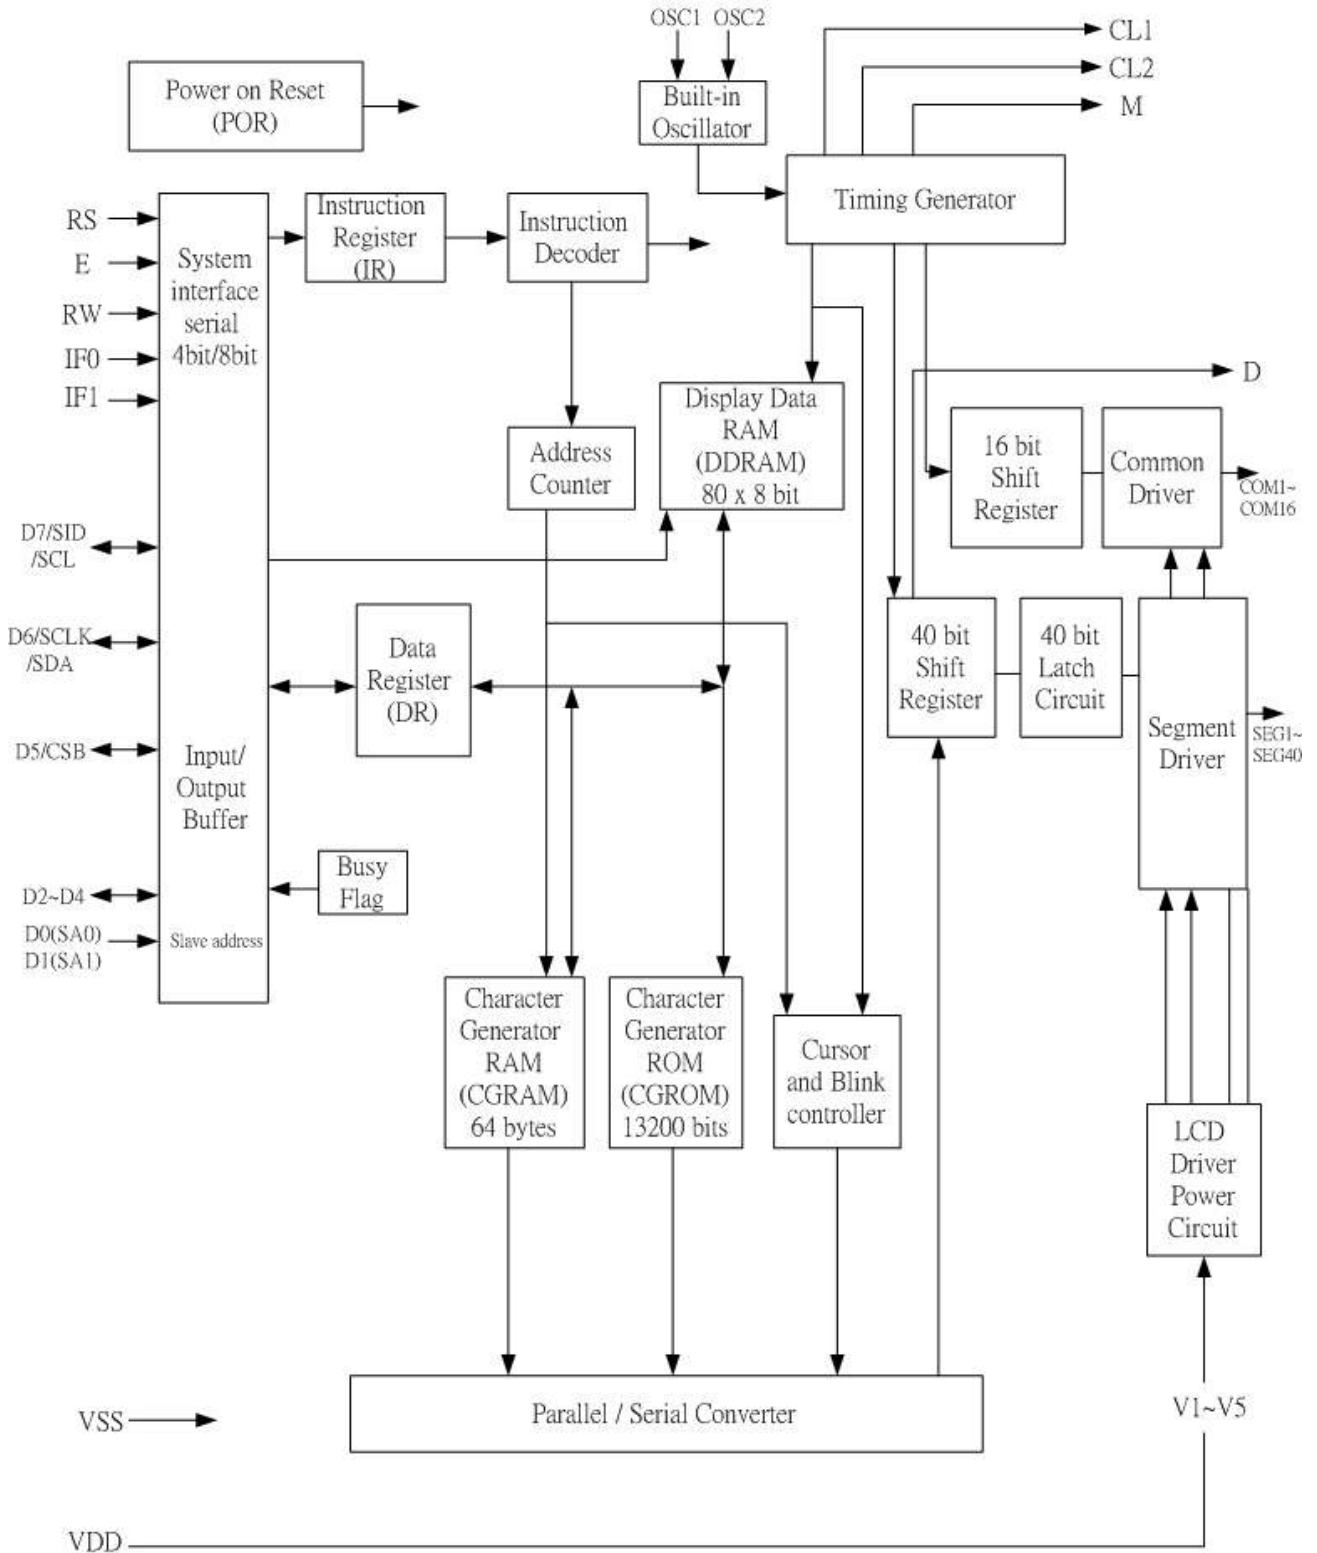 OSC1 OSC2
CL1
CL2
M
Power on Reset
(POR)
Built-in
Oscillator
Timing Generator
RS
E
RW
IF0
IF1
System
interface
serial
4bit/8bit
Instruction
Register
(IR)
Instruction
Decoder
D
Display Data
RAM
(DDRAM)
80 x 8 bit
Address
Counter
16 bit
Shift
Register
Common
Driver
COM1~
COM16
D7/SID
/SCL
D6/SCLK
/SDA
D5/CSB
D2~D4
D0(SA0)
D1(SA1)
Data
Register
(DR)
40 bit
Shift
Register
40 bit
Latch
Circuit
Segment
Driver
SEG1~
SEG40
Input/
Output
Buffer
Busy
Flag
Slave address
Character
Generator
RAM
(CGRAM)
64 bytes
Character
Generator
ROM
(CGROM)
13200 bits
Cursor
and Blink
controller
LCD
Driver
Power
Circuit
Parallel / Serial Converter
V1~V5
VSS
VDD